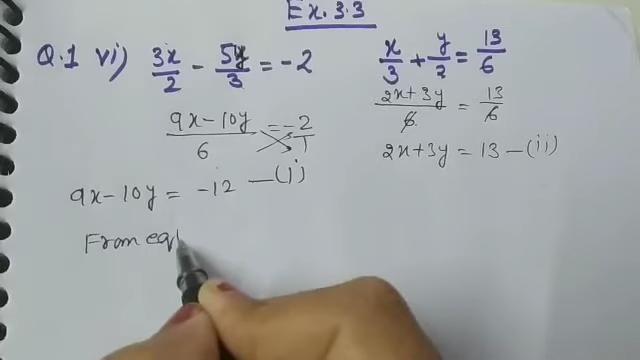 Ex.3.3
Q.1 vi) 3x/2 - 5y/3 = -2
x/3 + y/2 = 13/6
9x-10y/6 = -2/1
2x+3y/6 = 13/6
9x-10y = -12 —(i)
2x+3y = 13 —(ii)
From eq